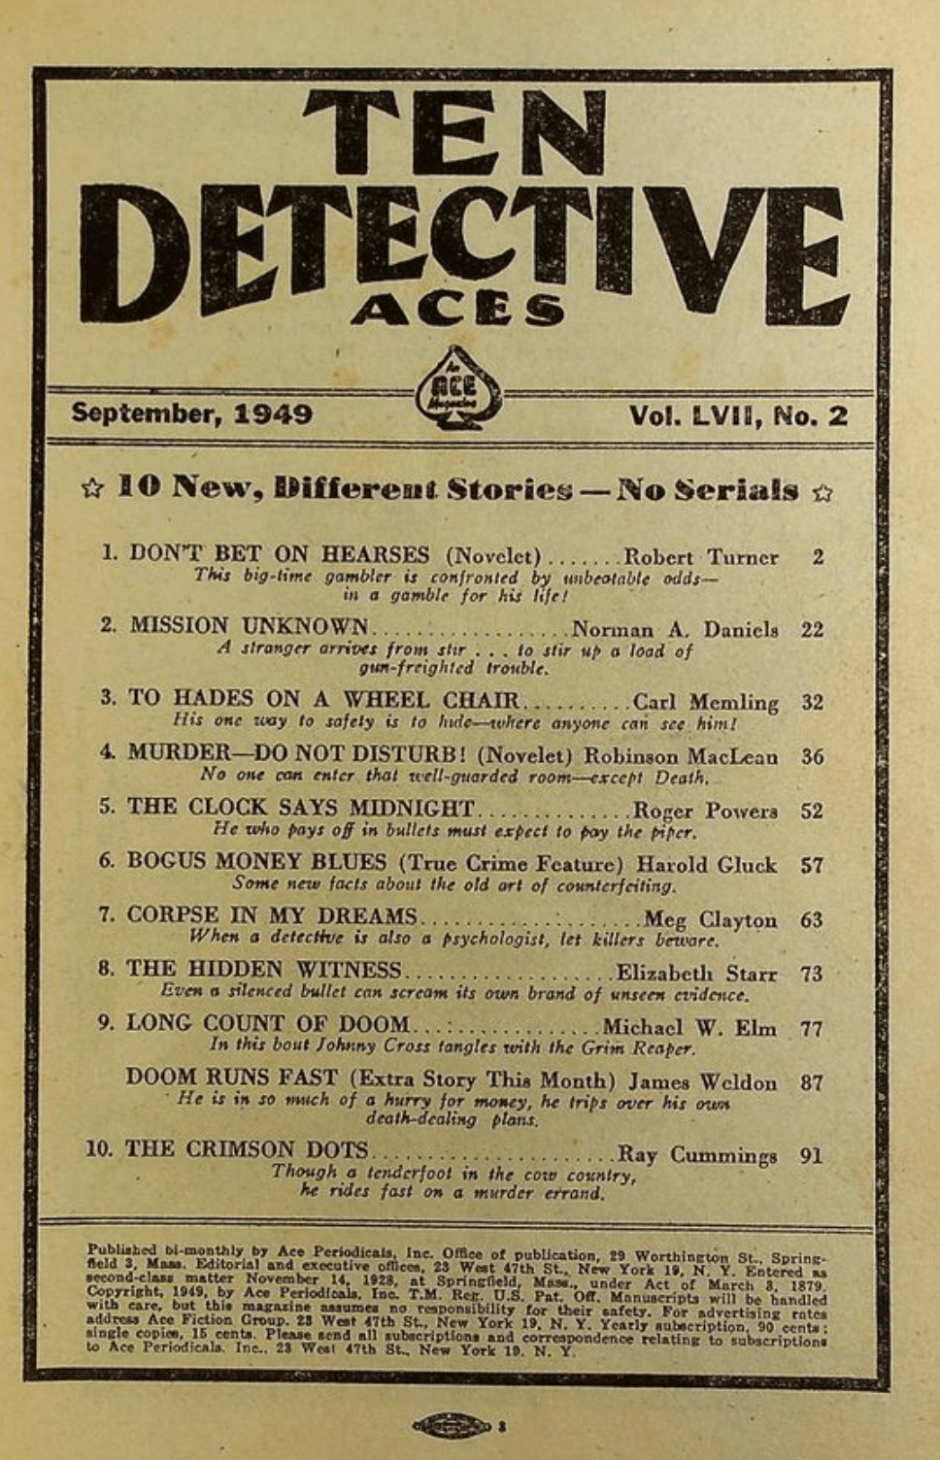 TEN
DETECTIVE
ACES
An
ACE
Magazine
September, 1949 Vol. LVII, No. 2
☆ 10 New, Different Stories—No Serials ☆
1. DON'T BET ON HEARSES (Novelet).......Robert Turner 2
This big-time gambler is confronted by unbeatable odds—
in a gamble for his life!
2. MISSION UNKNOWN..................Norman A. Daniels 22
A stranger arrives from stir . . . to stir up a load of
gun-freighted trouble.
3. TO HADES ON A WHEEL CHAIR..........Carl Memling 32
His one way to safety is to hide—where anyone can see him!
4. MURDER—DO NOT DISTURB! (Novelet) Robinson MacLean 36
No one can enter that well-guarded room—except Death.
5. THE CLOCK SAYS MIDNIGHT..............Roger Powers 52
He who pays off in bullets must expect to pay the piper.
6. BOGUS MONEY BLUES (True Crime Feature) Harold Gluck 57
Some new facts about the old art of counterfeiting.
7. CORPSE IN MY DREAMS.....................Meg Clayton 63
When a detective is also a psychologist, let killers beware.
8. THE HIDDEN WITNESS....................Elizabeth Starr 73
Even a silenced bullet can scream its own brand of unseen evidence.
9. LONG COUNT OF DOOM..................Michael W. Elm 77
In this bout Johnny Cross tangles with the Grim Reaper.
DOOM RUNS FAST (Extra Story This Month) James Weldon 87
He is in so much of a hurry for money, he trips over his own
death-dealing plans.
10. THE CRIMSON DOTS.......................Ray Cummings 91
Though a tenderfoot in the cow country,
he rides fast on a murder errand.
Published bi-monthly by Ace Periodicals, Inc. Office of publication, 29 Worthington St., Spring-
field 3, Mass. Editorial and executive offices, 23 West 47th St., New York 19, N. Y. Entered as
second-class matter November 14, 1928, at Springfield, Mass., under Act of March 3, 1879.
Copyright, 1949, by Ace Periodicals, Inc. T.M. Reg. U.S. Pat. Off. Manuscripts will be handled
with care, but this magazine assumes no responsibility for their safety. For advertising rates
address Ace Fiction Group. 23 West 47th St., New York 19, N. Y. Yearly subscription, 90 cents;
single copies, 15 cents. Please send all subscriptions and correspondence relating to subscriptions
to Ace Periodicals, Inc., 23 West 47th St., New York 19, N. Y.